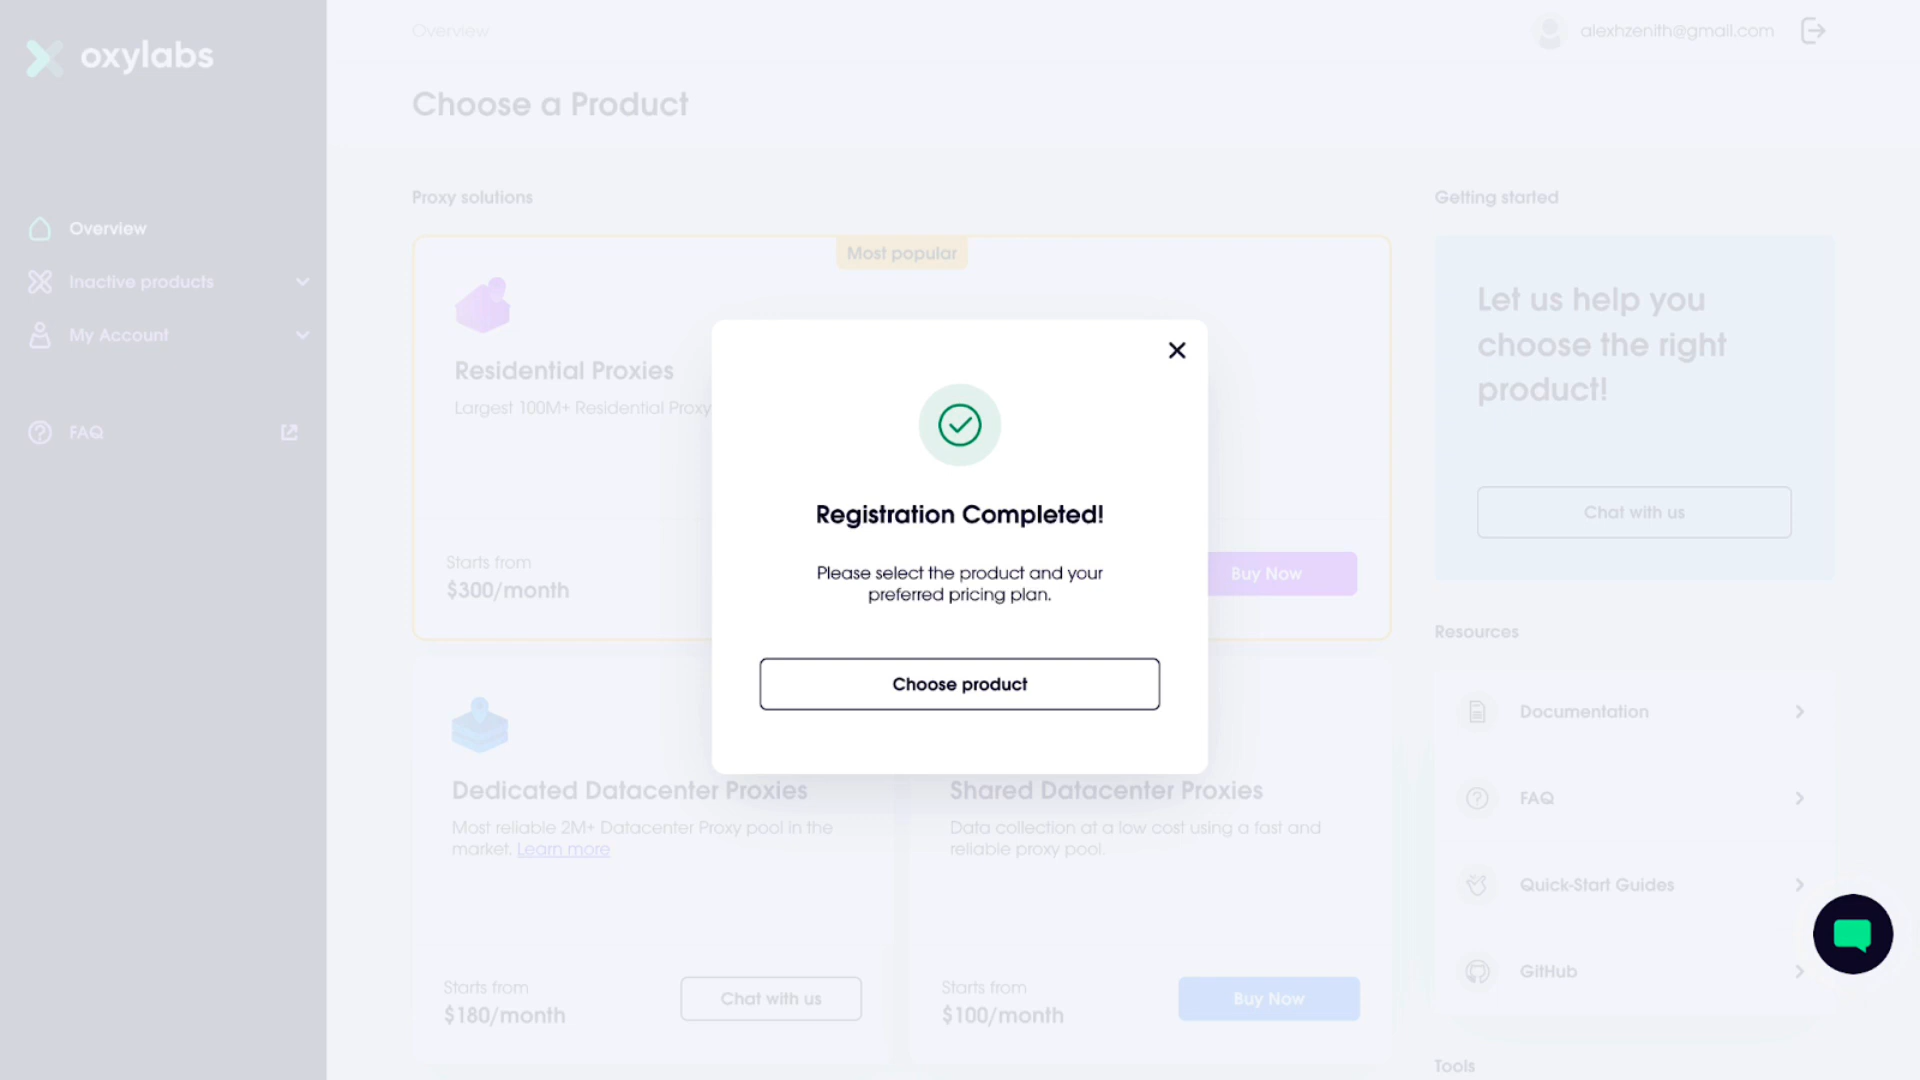 oxylabs
Overview
Inactive products
My Account
FAQ
Overview
alexhzenith@gmail.com
Choose a Product
Proxy solutions
Most popular
Residential Proxies
Largest 100M+ Residential Proxy
Starts from
$300/month
Buy Now
Registration Completed!
Please select the product and your
preferred pricing plan.
Choose product
Dedicated Datacenter Proxies
Most reliable 2M+ Datacenter Proxy pool in the
market. Learn more
Starts from
$180/month
Chat with us
Shared Datacenter Proxies
Data collection at a low cost using a fast and
reliable proxy pool.
Starts from
$100/month
Buy Now
Getting started
Let us help you
choose the right
product!
Chat with us
Resources
Documentation
FAQ
Quick-Start Guides
GitHub
Tools